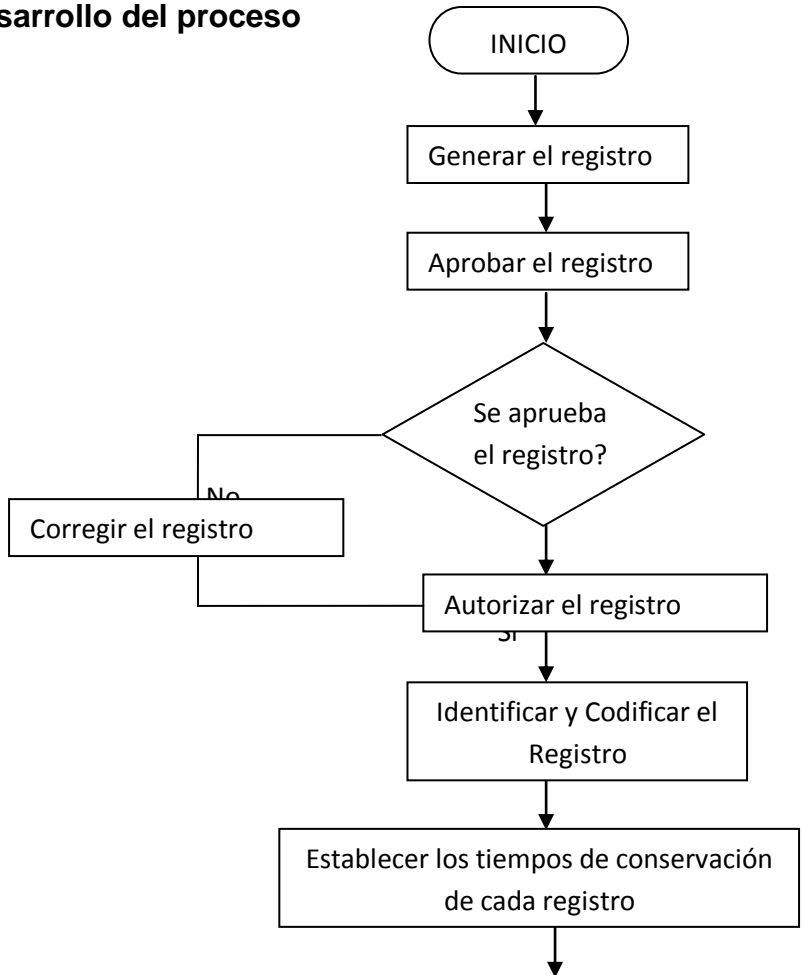 sarrollo del proceso
INICIO
Generar el registro
Aprobar el registro
Se aprueba
el registro?
No
Corregir el registro
Autorizar el registro
Identificar y Codificar el
Registro
Establecer los tiempos de conservación
de cada registro